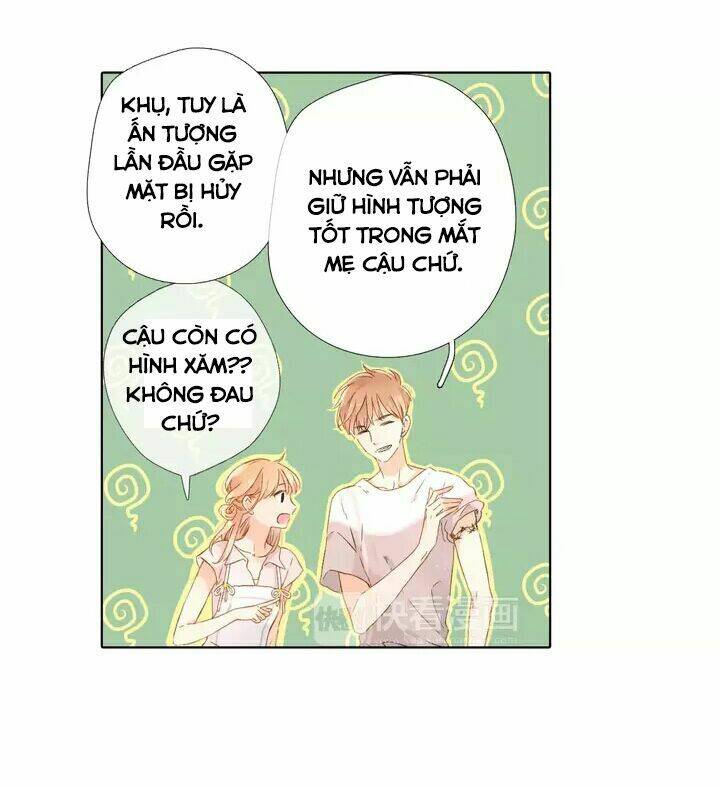 KHỤ, TUY LÀ
ẤN TƯỢNG
LẦN ĐẦU GẶP
MẶT BỊ HỦY
RỒI.
NHƯNG VẪN PHẢI
GIỮ HÌNH TƯỢNG
TỐT TRONG MẮT
MẸ CẬU CHỨ.
CẬU CÒN CÓ
HÌNH XĂM??
KHÔNG ĐAU
CHỨ?
快看漫画